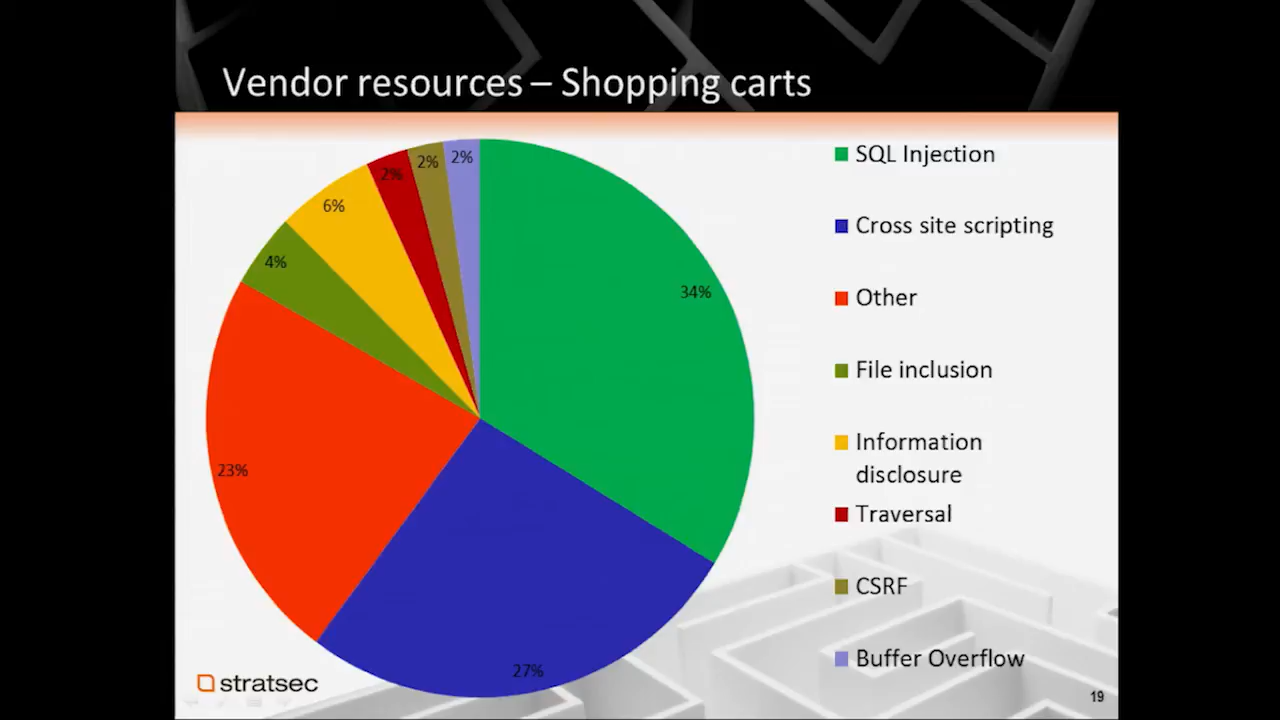 Vendor resources – Shopping carts
2%
2%
2%
6%
4%
34%
23%
27%
SQL Injection
Cross site scripting
Other
File inclusion
Information
disclosure
Traversal
CSRF
Buffer Overflow
stratsec
19